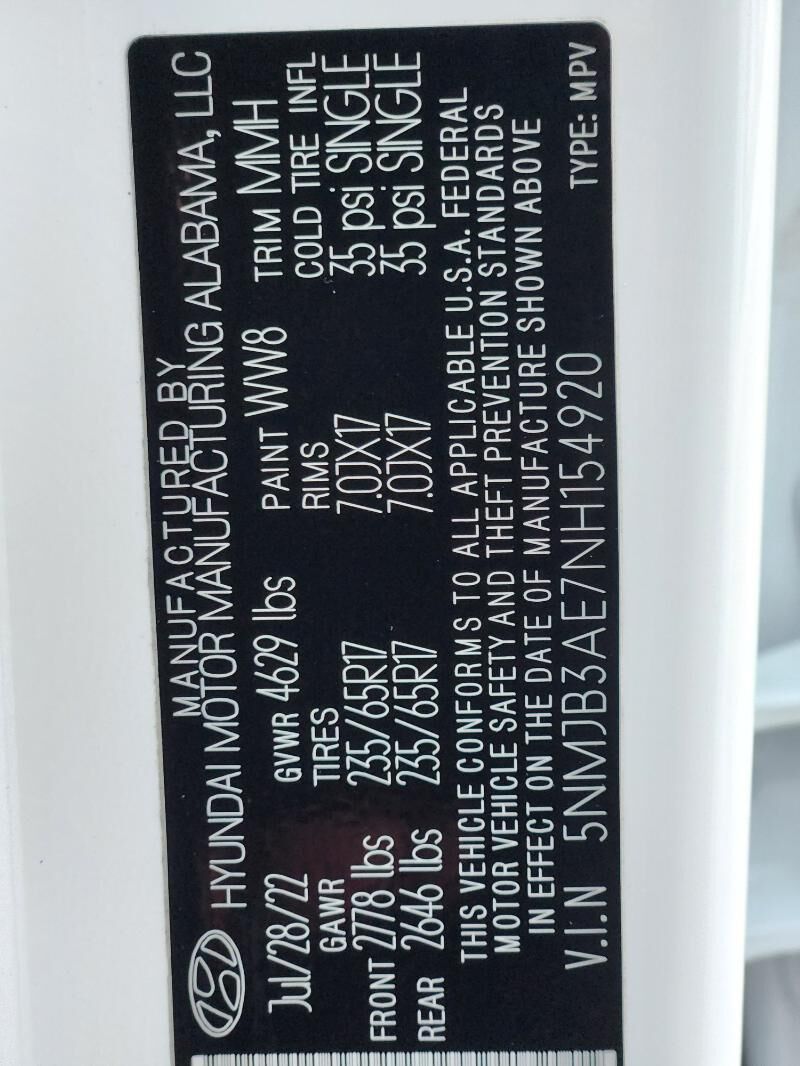 MANUFACTURED BY
HYUNDAI MOTOR MANUFACTURING ALABAMA, LLC
Jul/28/22 GVWR 4629 lbs PAINT WW8 TRIM MMH
GAWR TIRES RIMS COLD TIRE INFL
FRONT 2778 lbs 235/65R17 7.0JX17 35 psi SINGLE
REAR 2646 lbs 235/65R17 7.0JX17 35 psi SINGLE
THIS VEHICLE CONFORMS TO ALL APPLICABLE U.S.A. FEDERAL
MOTOR VEHICLE SAFETY AND THEFT PREVENTION STANDARDS
IN EFFECT ON THE DATE OF MANUFACTURE SHOWN ABOVE
V.I.N 5NMJB3AE7NH154920 TYPE: MPV